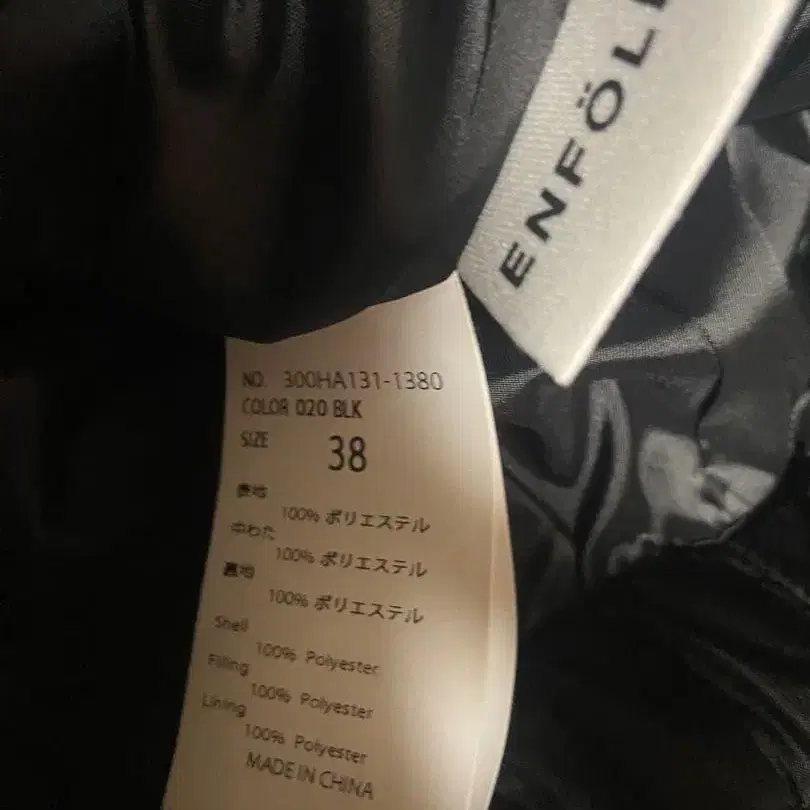 ENFÖL
NO. 300HA131-1380
COLOR 020 BLK
SIZE 38
表地
100% ポリエステル
中わた
100% ポリエステル
裏地
100% ポリエステル
Shell
100% Polyester
Filling
100% Polyester
Lining
100% Polyester
MADE IN CHINA